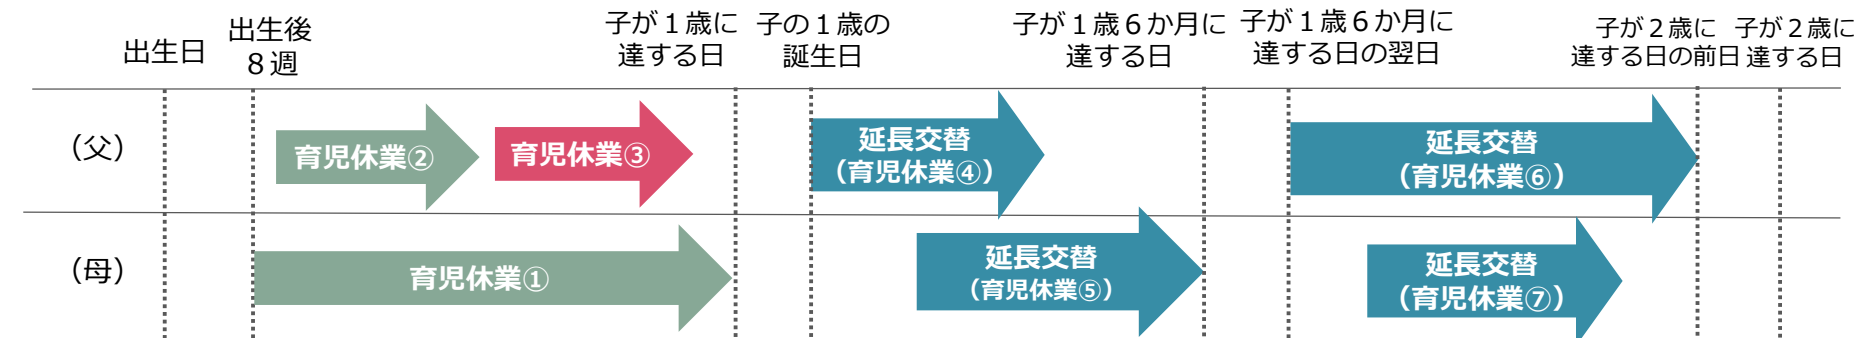 出生日
出生後
８週
子が１歳に
達する日
子の１歳の
誕生日
子が１歳６か月に
達する日
子が１歳６か月に
達する日の翌日
子が２歳に
達する日の前日
子が２歳に
達する日
（父）
育児休業②
育児休業③
延長交替
（育児休業④）
延長交替
（育児休業⑥）
（母）
育児休業①
延長交替
（育児休業⑤）
延長交替
（育児休業⑦）